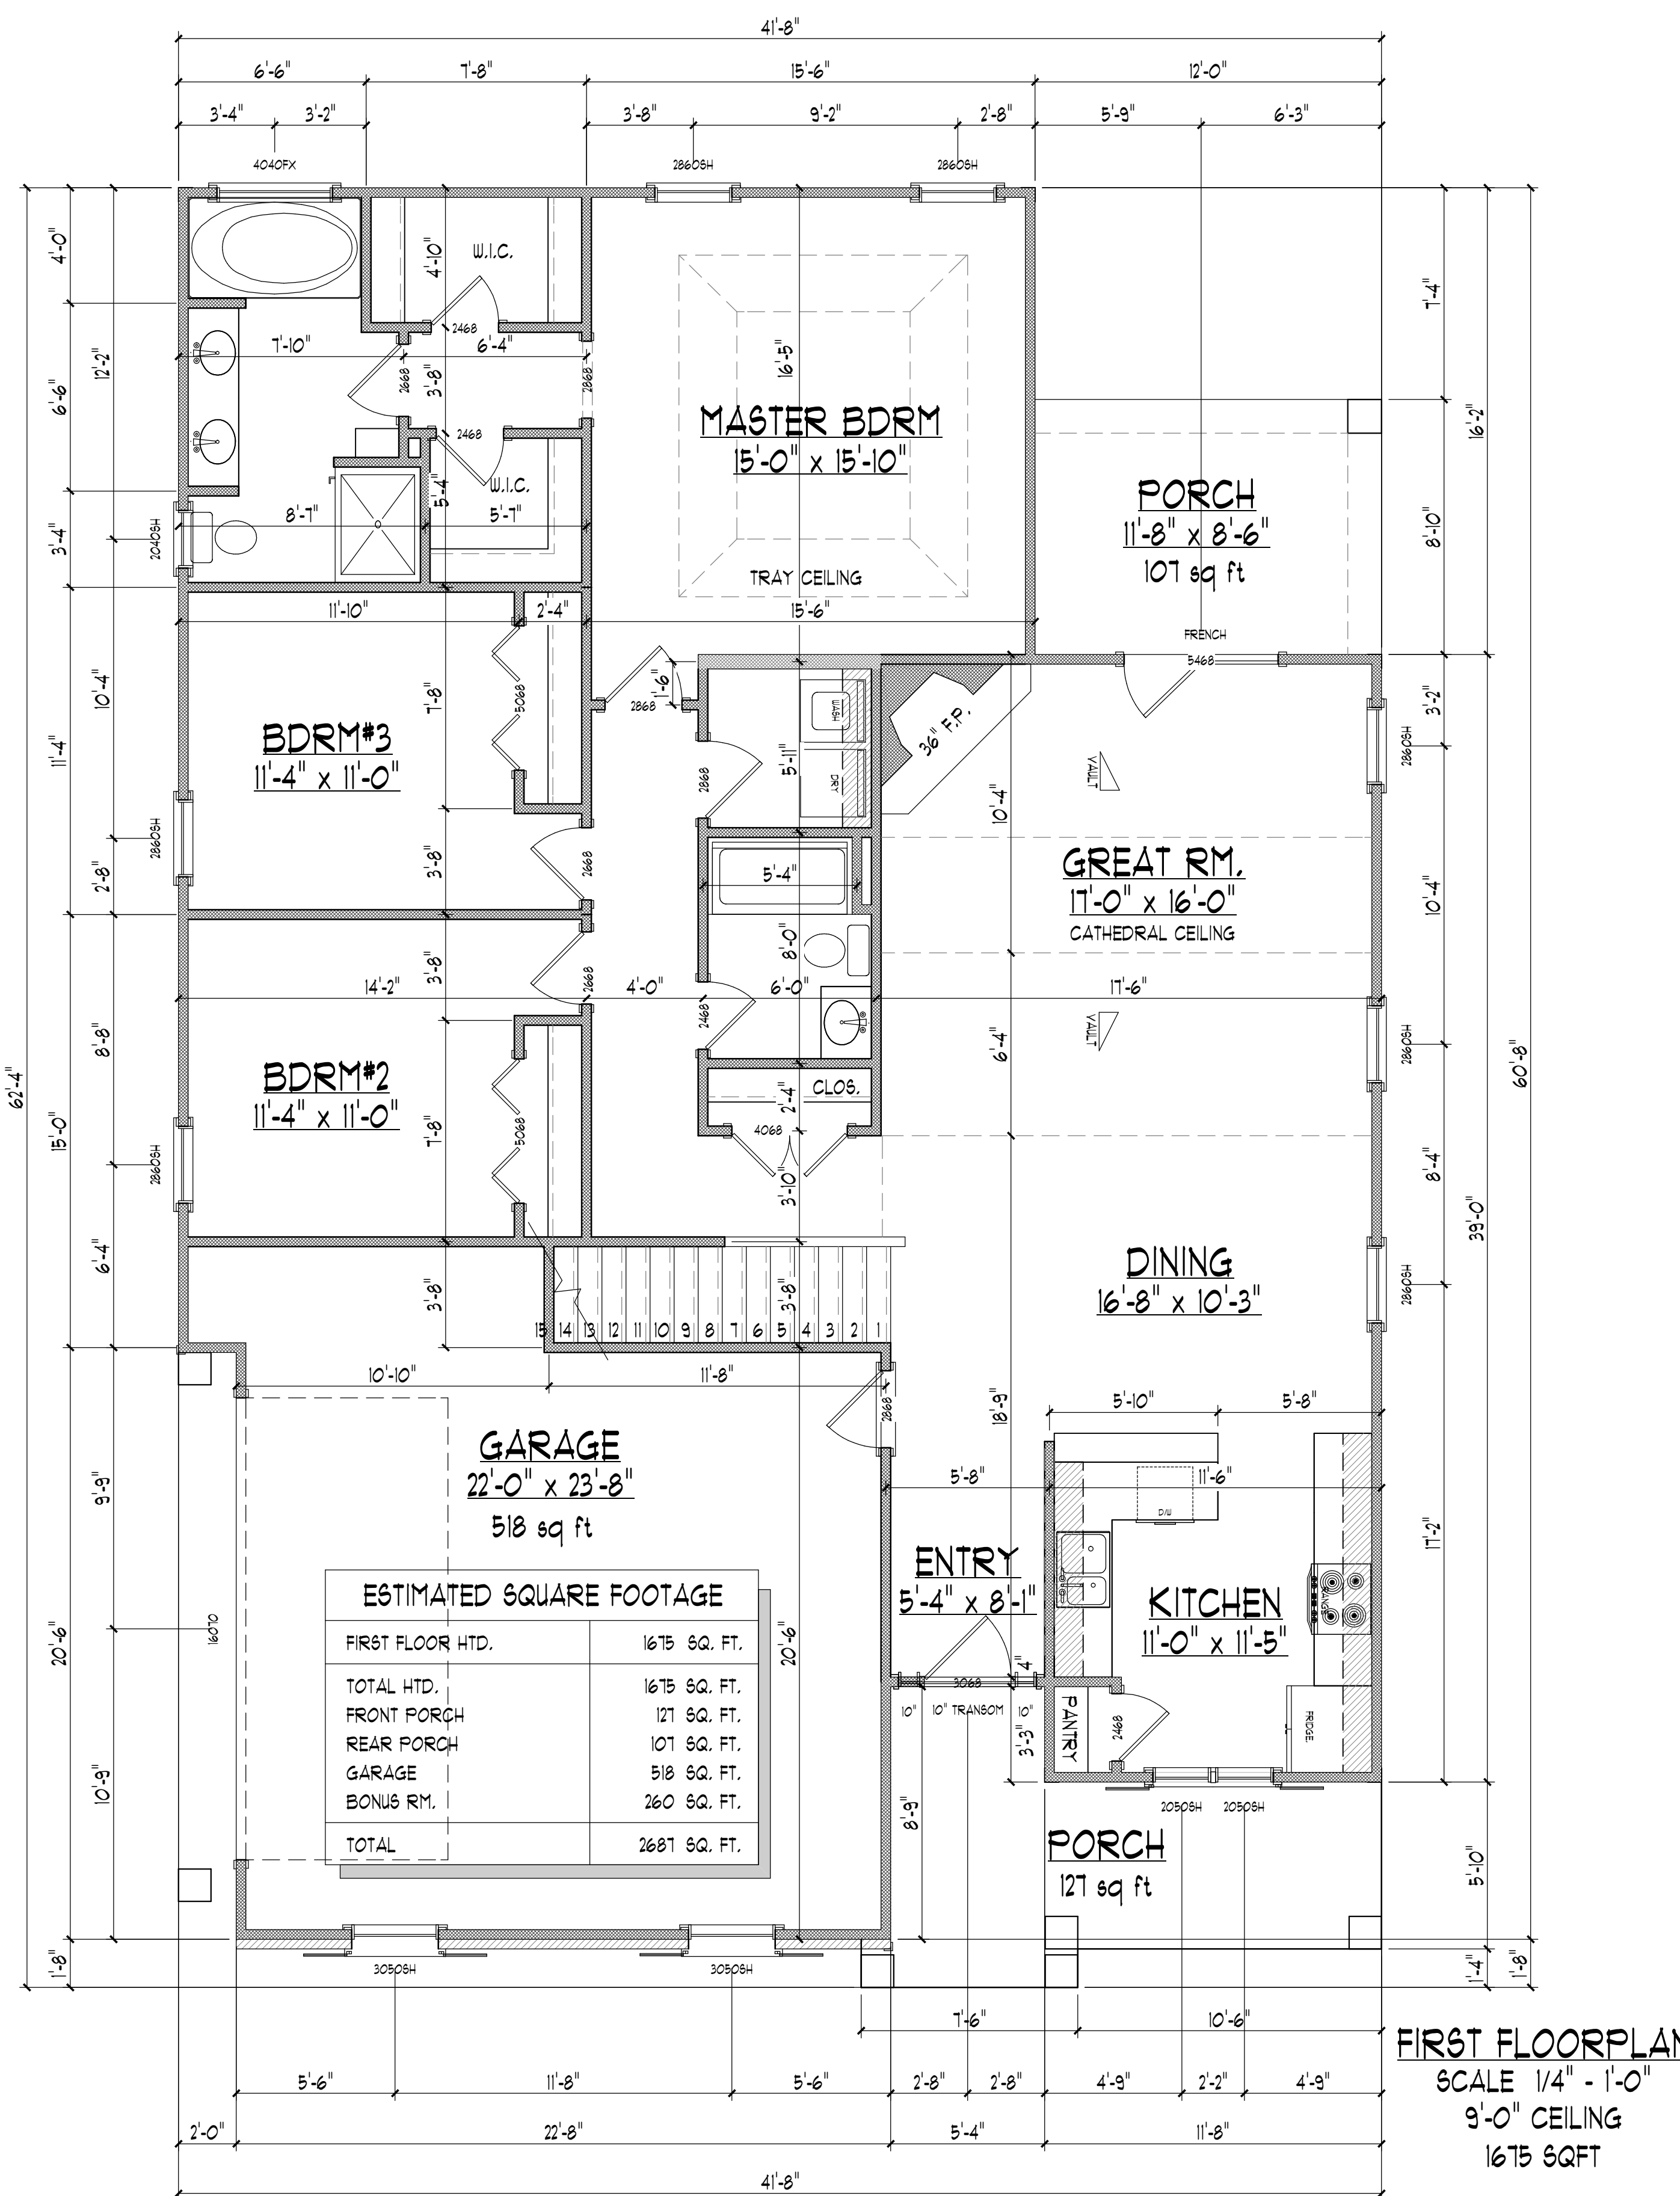 41'-8"
6'-6" 7'-8" 15'-6" 12'-0"
3'-4" 3'-2" 3'-8" 9'-2" 2'-8" 5'-9" 6'-3"
4040FX 2860SH 2860SH
62'-4"
4'-0"
6'-6"
3'-4"
11'-4"
15'-0"
20'-6"
1'-8"
12'-2"
10'-4"
2'-8"
8'-8"
6'-4"
9'-9"
10'-9"
2040SH
2860SH
2860SH
16070
W.I.C.
4'-10"
2468
7'-10" 6'-4"
2668
3'-8"
2868
2468
W.I.C.
5'-4"
8'-7" 5'-7"
16'-5"
MASTER BDRM
15'-0" x 15'-10"
TRAY CEILING
15'-6"
PORCH
11'-8" x 8'-6"
107 sq ft
FRENCH
5468
11'-10" 2'-4"
7'-8"
5068
BDRM#3
11'-4" x 11'-0"
3'-8"
2668
2868
1'-6"
WASH
DRY
5'-11"
2868
36" F.P.
10'-4"
VAULT
GREAT RM.
17'-0" x 16'-0"
CATHEDRAL CEILING
5'-4"
8'-0"
3'-8"
2668
14'-2" 4'-0" 6'-0" 17'-6"
2468
6'-4"
VAULT
BDRM#2
11'-4" x 11'-0"
7'-8"
5068
CLOS.
2'-4"
4068
3'-10"
DINING
16'-8" x 10'-3"
3'-8"
3'-8"
15 14 13 12 11 10 9 8 7 6 5 4 3 2 1
10'-10" 11'-8"
2868
18'-9"
5'-10" 5'-8"
5'-8" 11'-6"
D/W
GARAGE
22'-0" x 23'-8"
518 sq ft
ENTRY
5'-4" x 8'-1"
KITCHEN
11'-0" x 11'-5"
RANGE
ESTIMATED SQUARE FOOTAGE
FIRST FLOOR HTD. 1675 SQ. FT.
TOTAL HTD. 1675 SQ. FT.
FRONT PORCH 127 SQ. FT.
REAR PORCH 107 SQ. FT.
GARAGE 518 SQ. FT.
BONUS RM. 260 SQ. FT.
TOTAL 2687 SQ. FT.
20'-6"
4"
3068
10" 10" TRANSOM 10"
3'-3"
PANTRY
2468
FRIDGE.
8'-9"
2050SH 2050SH
PORCH
127 sq ft
3050SH 3050SH
7'-4"
8'-10"
3'-2"
10'-4"
8'-4"
17'-2"
16'-2"
39'-0"
5'-10"
1'-4"
60'-8"
1'-8"
2860SH
2860SH
2860SH
7'-6" 10'-6"
5'-6" 11'-8" 5'-6" 2'-8" 2'-8" 4'-9" 2'-2" 4'-9"
2'-0" 22'-8" 5'-4" 11'-8"
41'-8"
FIRST FLOORPLAN
SCALE 1/4" - 1'-0"
9'-0" CEILING
1675 SQFT